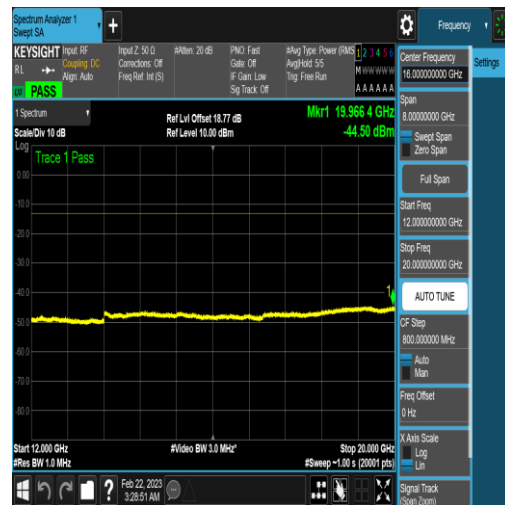 Spectrum Analyzer 1
Swept SA
Frequency
KEYSIGHT
Input: RF
Input Z: 50 Ω
#Atten: 20 dB
PNO: Fast
#Avg Type: Power (RMS
1 2 3 4 5 6
RL
Coupling: DC
Corrections: Off
Gate: Off
Avg|Hold: 5/5
M W W W W W
Align: Auto
Freq Ref: Int (S)
IF Gain: Low
Trig: Free Run
Sig Track: Off
A A A A A A
PASS
1 Spectrum
Ref Lvl Offset 18.77 dB
Mkr1 19.966 4 GHz
Scale/Div 10 dB
Ref Level 10.00 dBm
-44.50 dBm
Log
Trace 1 Pass
0.00
-10.0
-20.0
-30.0
-40.0
-50.0
-60.0
-70.0
-80.0
1
Start 12.000 GHz
#Video BW 3.0 MHz*
Stop 20.000 GHz
#Res BW 1.0 MHz
#Sweep ~1.00 s (20001 pts)
?
Feb 22, 2023
3:28:51 AM
Center Frequency
16.000000000 GHz
Settings
Span
8.00000000 GHz
Swept Span
Zero Span
Full Span
Start Freq
12.000000000 GHz
Stop Freq
20.000000000 GHz
AUTO TUNE
CF Step
800.000000 MHz
Auto
Man
Freq Offset
0 Hz
X Axis Scale
Log
Lin
Signal Track
(Span Zoom)